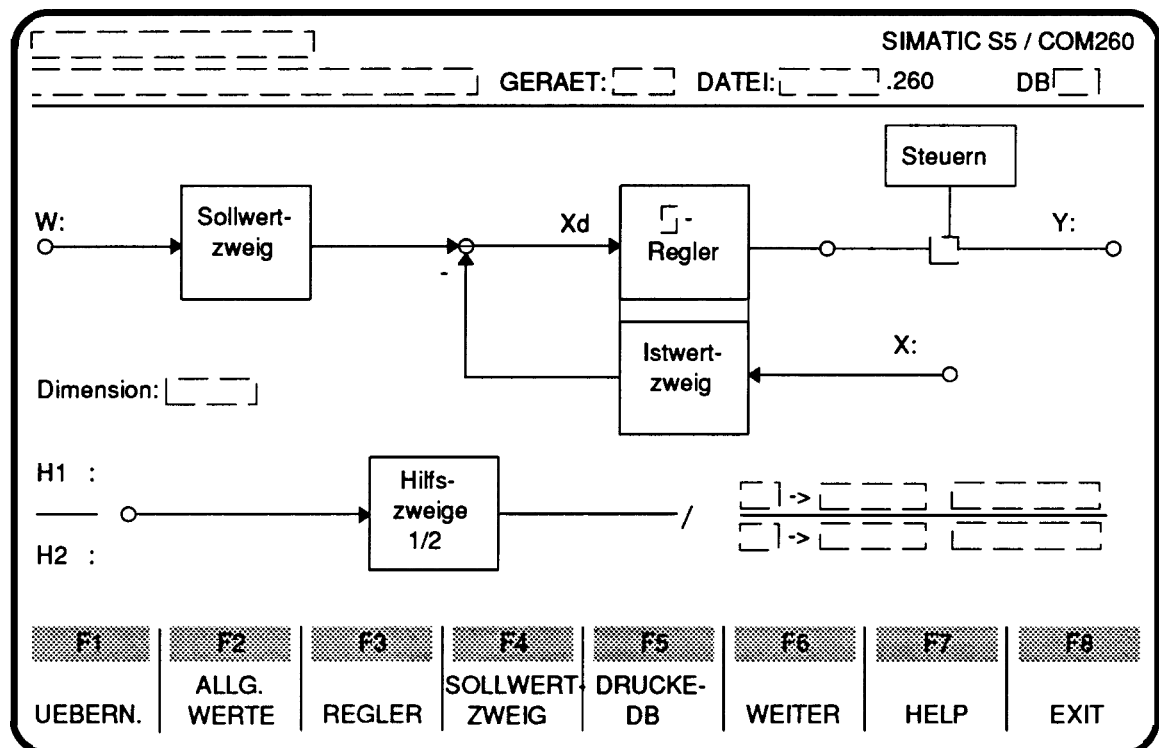 SIMATIC S5 / COM260
GERAET: DATEI: .260 DB
Steuern
W:
Sollwert-
zweig
Xd
-
Regler
Y:
-
Istwert-
zweig
X:
Dimension:
H1 :
Hilfs-
zweige
1/2
/
->
->
H2 :
F1 F2 F3 F4 F5 F6 F7 F8
UEBERN.
ALLG.
WERTE
REGLER
SOLLWERT-
ZWEIG
DRUCKE-
DB
WEITER
HELP
EXIT